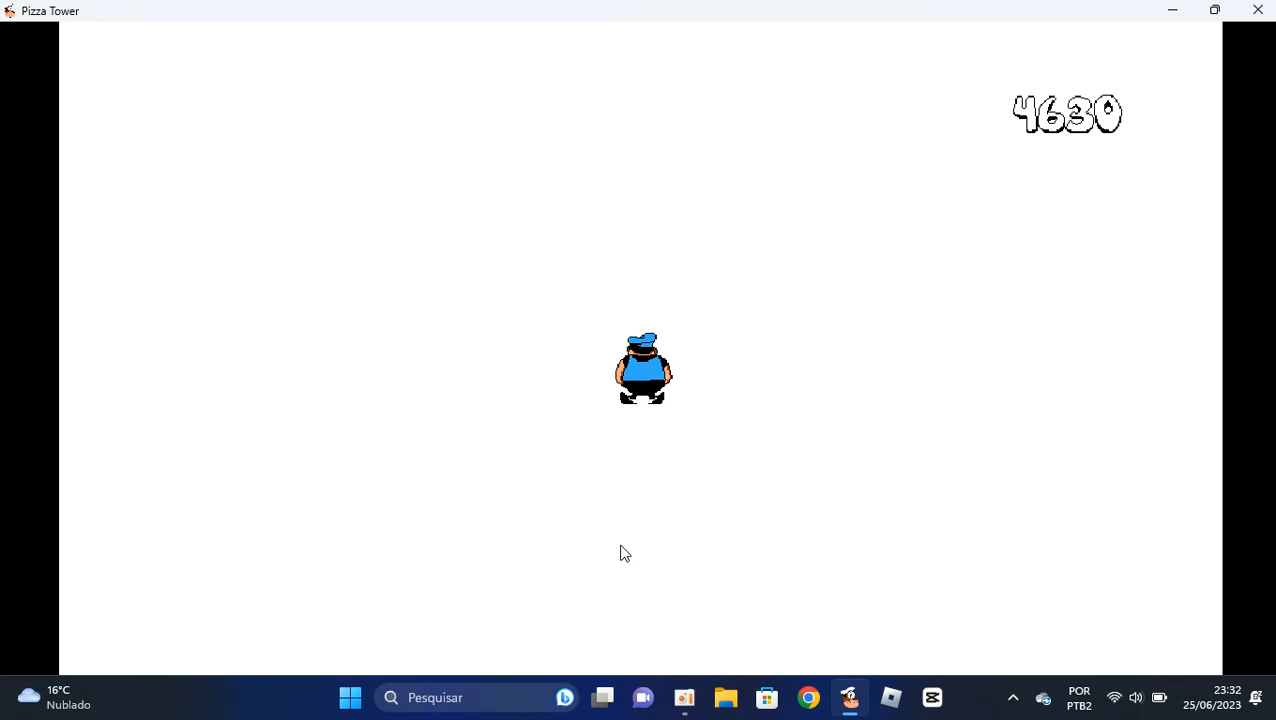 Pizza Tower
4630
16°C
Nublado
Pesquisar
POR
PTB2
23:32
25/06/2023